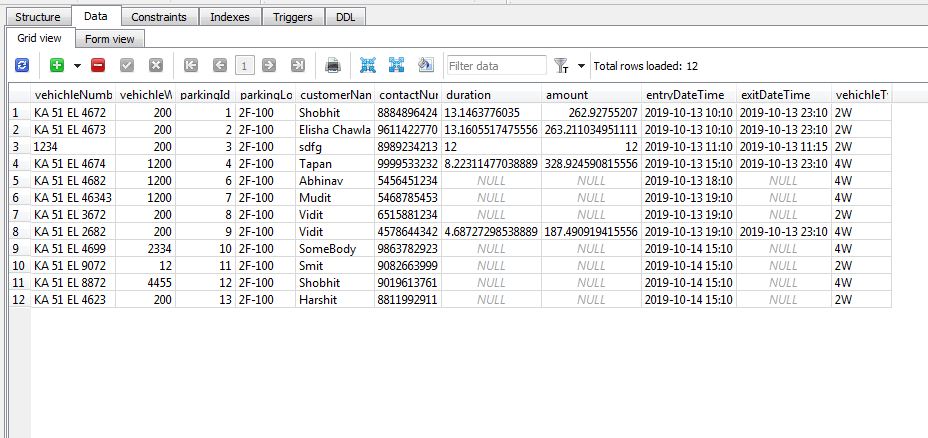 Structure Data Constraints Indexes Triggers DDL
Grid view Form view
1 Filter data T Total rows loaded: 12
vehichleNumb vehichleW parkingId parkingLo customerNan contactNur duration amount entryDateTime exitDateTime vehichleT
1 KA 51 EL 4672 200 1 2F-100 Shobhit 8884896424 13.1463776035 262.92755207 2019-10-13 10:10 2019-10-13 23:10 2W
2 KA 51 EL 4673 200 2 2F-100 Elisha Chawla 9611422770 13.1605517475556 263.211034951111 2019-10-13 10:10 2019-10-13 23:10 2W
3 1234 200 3 2F-100 sdfg 8989234213 12 12 2019-10-13 11:10 2019-10-13 11:15 2W
4 KA 51 EL 4674 1200 4 2F-100 Tapan 9999533232 8.22311477038889 328.924590815556 2019-10-13 15:10 2019-10-13 23:10 4W
5 KA 51 EL 4682 1200 6 2F-100 Abhinav 5456451234 NULL NULL 2019-10-13 18:10 NULL 4W
6 KA 51 EL 46343 1200 7 2F-100 Mudit 5468785453 NULL NULL 2019-10-13 19:10 NULL 4W
7 KA 51 EL 3672 200 8 2F-100 Vidit 6515881234 NULL NULL 2019-10-13 19:10 NULL 2W
8 KA 51 EL 2682 200 9 2F-100 Vidit 4578644342 4.68727298538889 187.490919415556 2019-10-13 19:10 2019-10-13 23:10 4W
9 KA 51 EL 4699 2334 10 2F-100 SomeBody 9863782923 NULL NULL 2019-10-14 15:10 NULL 4W
10 KA 51 EL 9072 12 11 2F-100 Smit 9082663999 NULL NULL 2019-10-14 15:10 NULL 2W
11 KA 51 EL 8872 4455 12 2F-100 Shobhit 9019613761 NULL NULL 2019-10-14 15:10 NULL 4W
12 KA 51 EL 4623 200 13 2F-100 Harshit 8811992911 NULL NULL 2019-10-14 15:10 NULL 2W